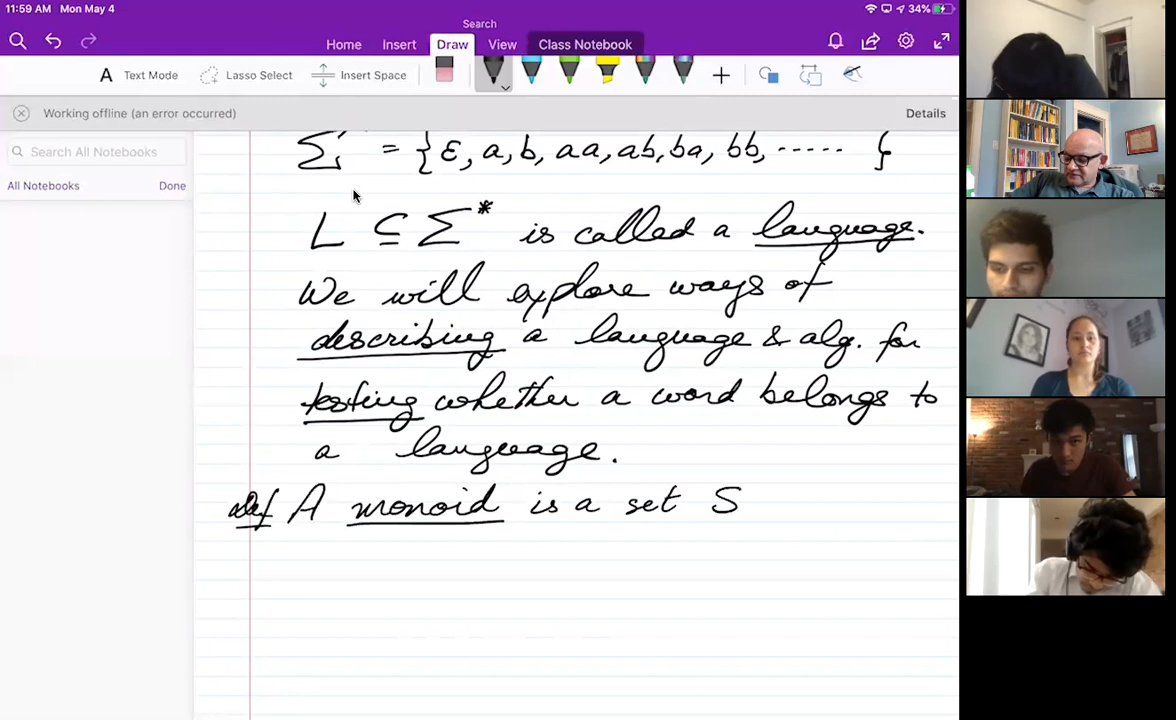 11:59 AM Mon May 4
Search
34%
Home Insert Draw View Class Notebook
Text Mode Lasso Select Insert Space
Working offline (an error occurred) Details
Search All Notebooks
All Notebooks Done
Σ* = {ε, a, b, aa, ab, ba, bb, ..... }
L ⊆ Σ* is called a language.
We will explore ways of
describing a language & alg. for
testing whether a word belongs to
a language.
Def A monoid is a set S